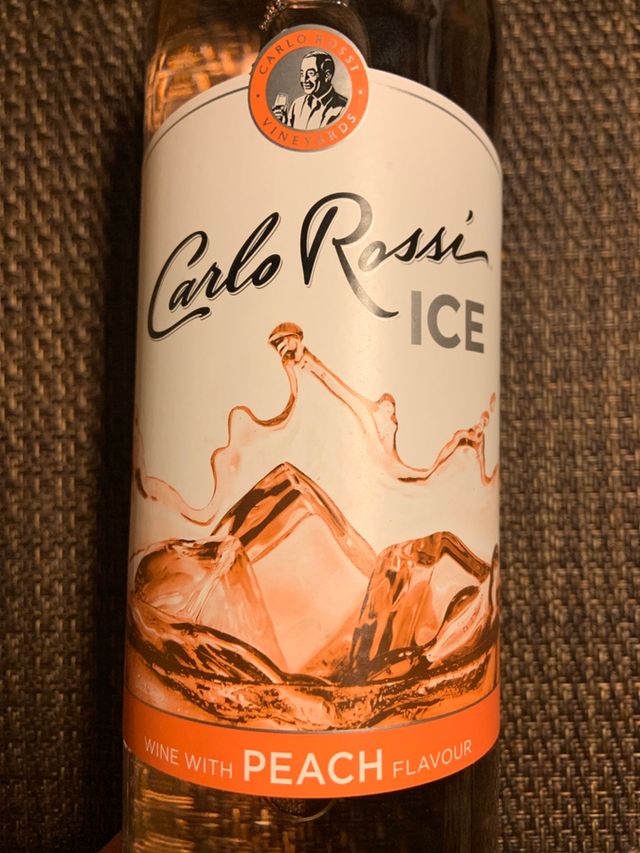 CARLO ROSSI
VINEYARDS
Carlo Rossi
ICE
WINE WITH PEACH FLAVOUR